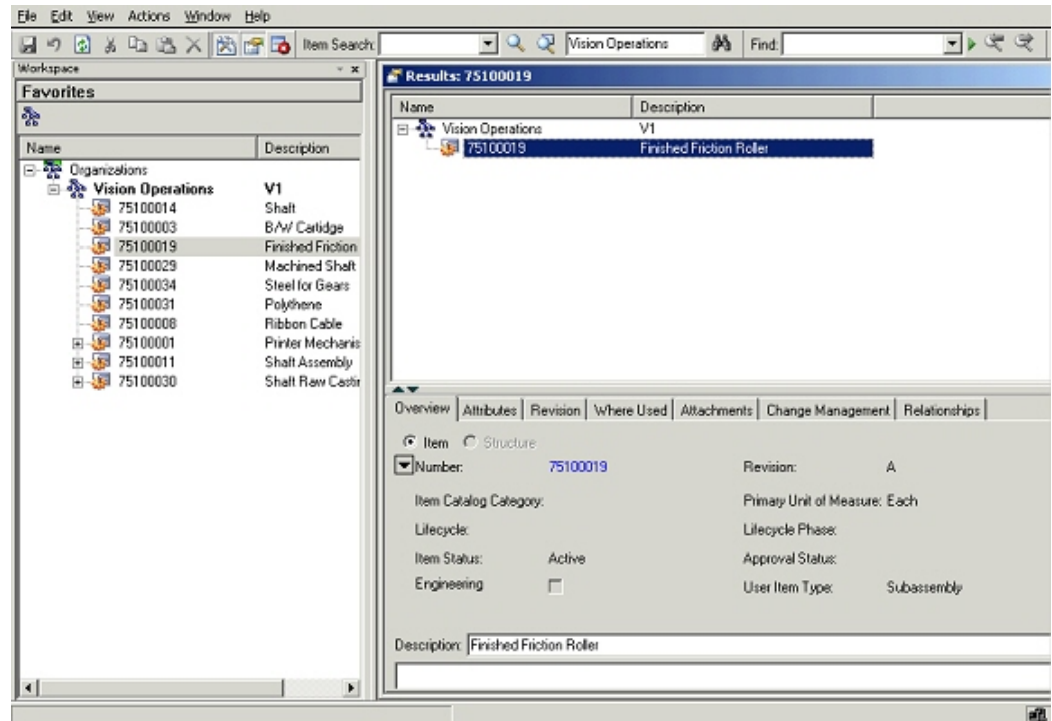 File Edit View Actions Window Help
Item Search: Vision Operations Find:
Workspace
Favorites
Name Description
Organizations
Vision Operations V1
75100014 Shaft
75100003 B/W Catidge
75100019 Finished Friction
75100029 Machined Shaft
75100034 Steel for Gears
75100031 Polythene
75100008 Ribbon Cable
75100001 Printer Mechanis
75100011 Shaft Assembly
75100030 Shaft Raw Castin
Results: 75100019
Name Description
Vision Operations V1
75100019 Finished Friction Roller
Overview Attributes Revision Where Used Attachments Change Management Relationships
Item Structure
Number: 75100019 Revision: A
Item Catalog Category: Primary Unit of Measure: Each
Lifecycle: Lifecycle Phase:
Item Status: Active Approval Status:
Engineering User Item Type: Subassembly
Description: Finished Friction Roller